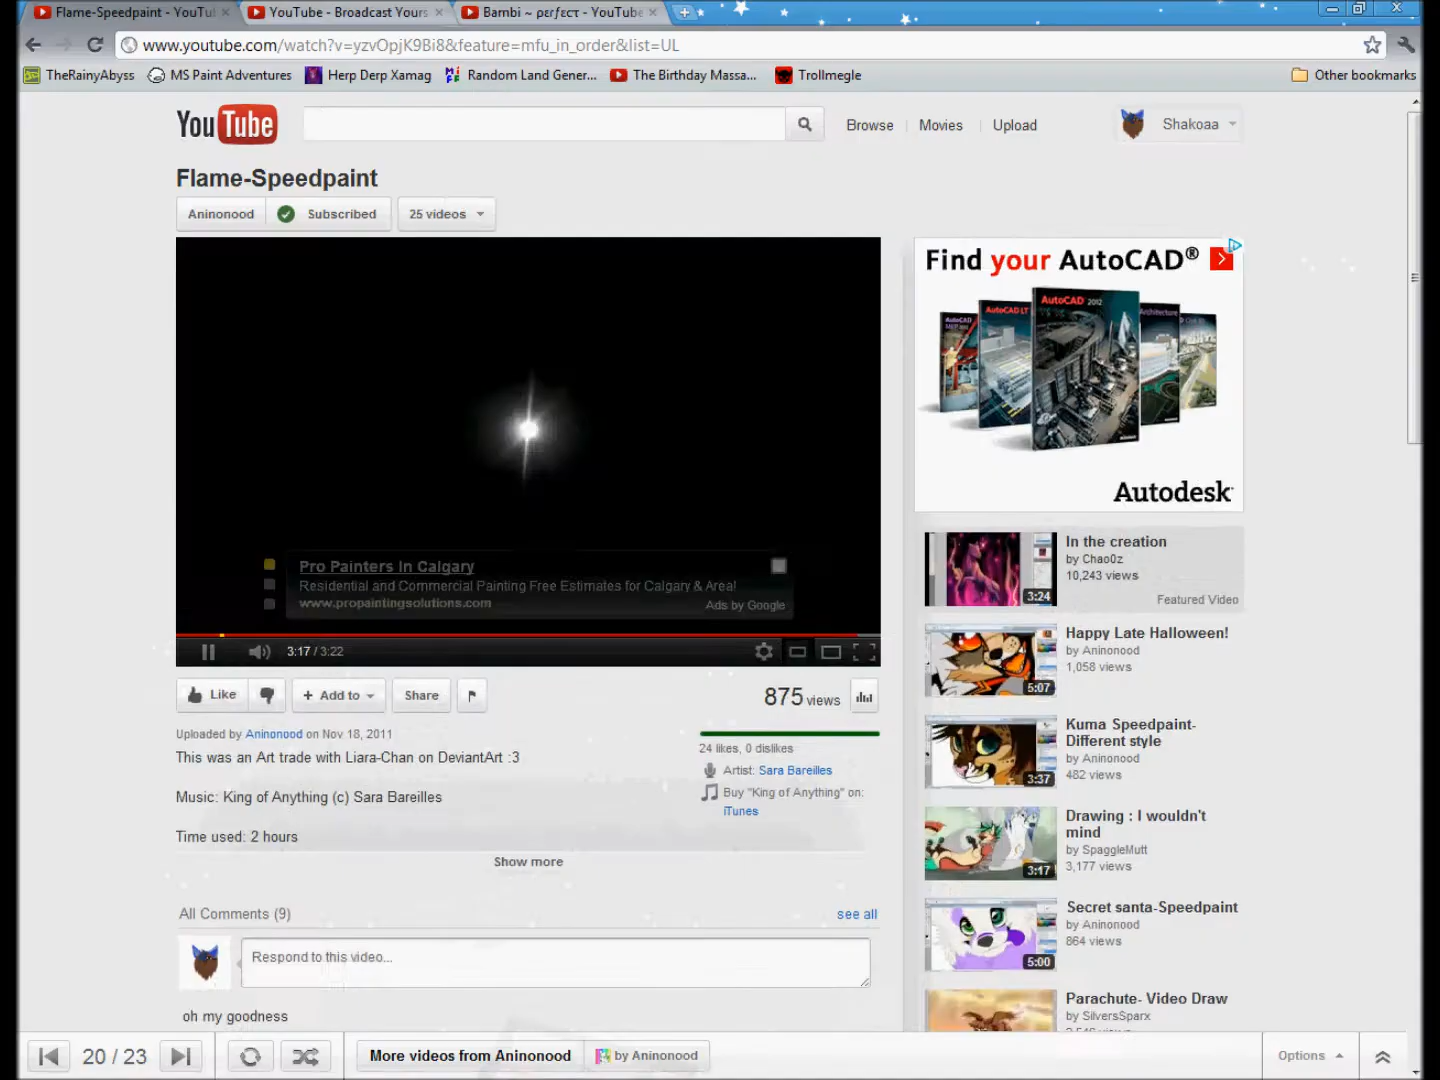 Flame-Speedpaint - YouTu
YouTube - Broadcast Yours
Bambi ~ ρεrƒεcτ - YouTube
www.youtube.com/watch?v=yzvOpjK9Bi8&feature=mfu_in_order&list=UL
TheRainyAbyss
MS Paint Adventures
Herp Derp Xamag
Random Land Gener...
The Birthday Massa...
Trollmegle
Other bookmarks
YouTube
Browse
Movies
Upload
Shakoaa
Flame-Speedpaint
Aninonood
Subscribed
25 videos
Find your AutoCAD®
AutoCAD 2012
AutoCAD LT
Architecture
Autodesk
Pro Painters In Calgary
Residential and Commercial Painting Free Estimates for Calgary & Area!
www.propaintingsolutions.com
Ads by Google
3:17 / 3:22
Like
+ Add to
Share
875 views
Uploaded by Aninonood on Nov 18, 2011
This was an Art trade with Liara-Chan on DeviantArt :3
Music: King of Anything (c) Sara Bareilles
Time used: 2 hours
24 likes, 0 dislikes
Artist: Sara Bareilles
Buy "King of Anything" on:
iTunes
Show more
All Comments (9)
see all
Respond to this video...
oh my goodness
In the creation
by Chao0z
10,243 views
3:24
Featured Video
Happy Late Halloween!
by Aninonood
1,058 views
5:07
Kuma Speedpaint-
Different style
by Aninonood
482 views
3:37
Drawing : I wouldn't
mind
by SpaggleMutt
3,177 views
3:17
Secret santa-Speedpaint
by Aninonood
864 views
5:00
Parachute- Video Draw
by SilversSparx
20 / 23
More videos from Aninonood
by Aninonood
Options